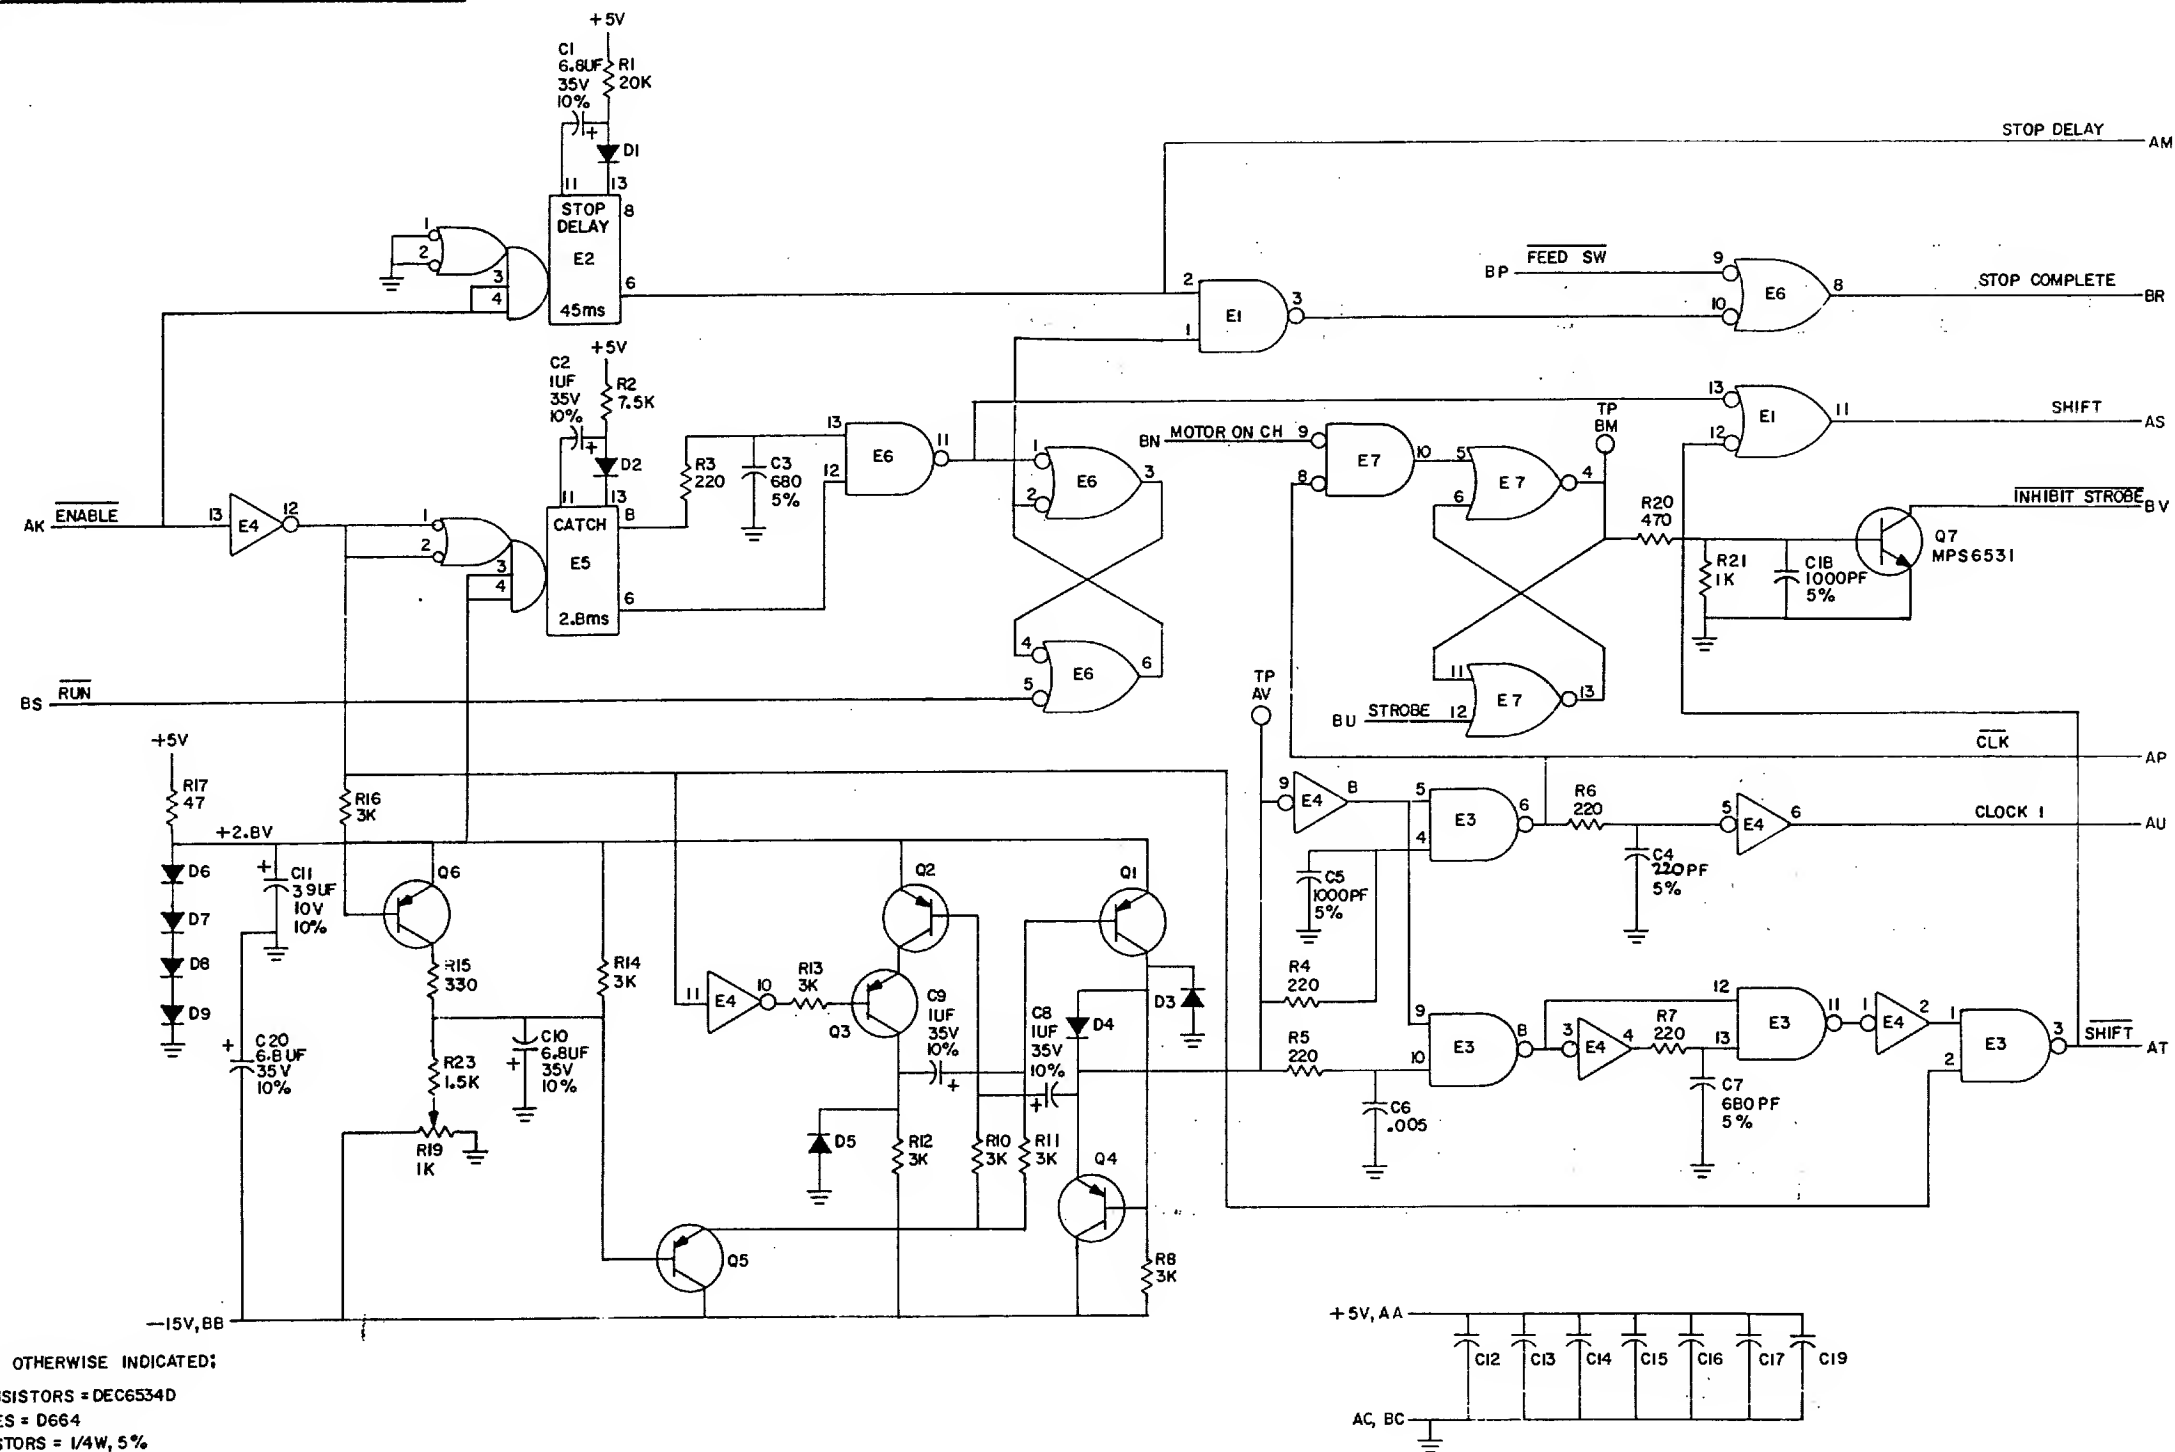 +5V
C1
6.8UF
35V
10%
R1
20K
D1
11
13
STOP DELAY
8
E2
6
45ms
1
2
3
4
STOP DELAY
AM
2
1
E1
3
BP
FEED SW
9
10
E6
8
STOP COMPLETE
BR
+5V
C2
1UF
35V
10%
R2
7.5K
D2
11
13
CATCH
8
E5
6
2.8ms
AK
ENABLE
13
E4
12
1
2
3
4
R3
220
C3
680
5%
13
12
E6
11
1
2
E6
3
4
5
E6
6
BN
MOTOR ON CH
9
8
E7
10
5
6
E7
4
TP
BM
11
12
E7
13
BU
STROBE
R20
470
R21
1K
C18
1000PF
5%
Q7
MPS6531
13
12
E1
11
SHIFT
AS
INHIBIT STROBE
BV
BS
RUN
TP
AV
CLK
AP
+5V
R17
47
+2.8V
D6
D7
D8
D9
C11
39UF
10V
10%
C20
6.8UF
35V
10%
R16
3K
Q6
R15
330
R23
1.5K
R19
1K
C10
6.8UF
35V
10%
R14
3K
11
E4
10
R13
3K
Q2
Q3
C9
1UF
35V
10%
C8
1UF
35V
10%
D4
D3
Q1
D5
R12
3K
R10
3K
R11
3K
Q4
Q5
R8
3K
-15V, BB
9
E4
8
5
4
E3
6
R6
220
C4
220PF
5%
5
E4
6
CLOCK 1
AU
C5
1000PF
5%
R4
220
R5
220
C6
.005
9
10
E3
8
3
E4
4
R7
220
C7
680PF
5%
12
13
E3
11
1
E4
2
1
2
E3
3
SHIFT
AT
+5V, AA
C12
C13
C14
C15
C16
C17
C19
AC, BC
OTHERWISE INDICATED;
SISTORS = DEC6534D
ES = D664
STORS = 1/4W, 5%